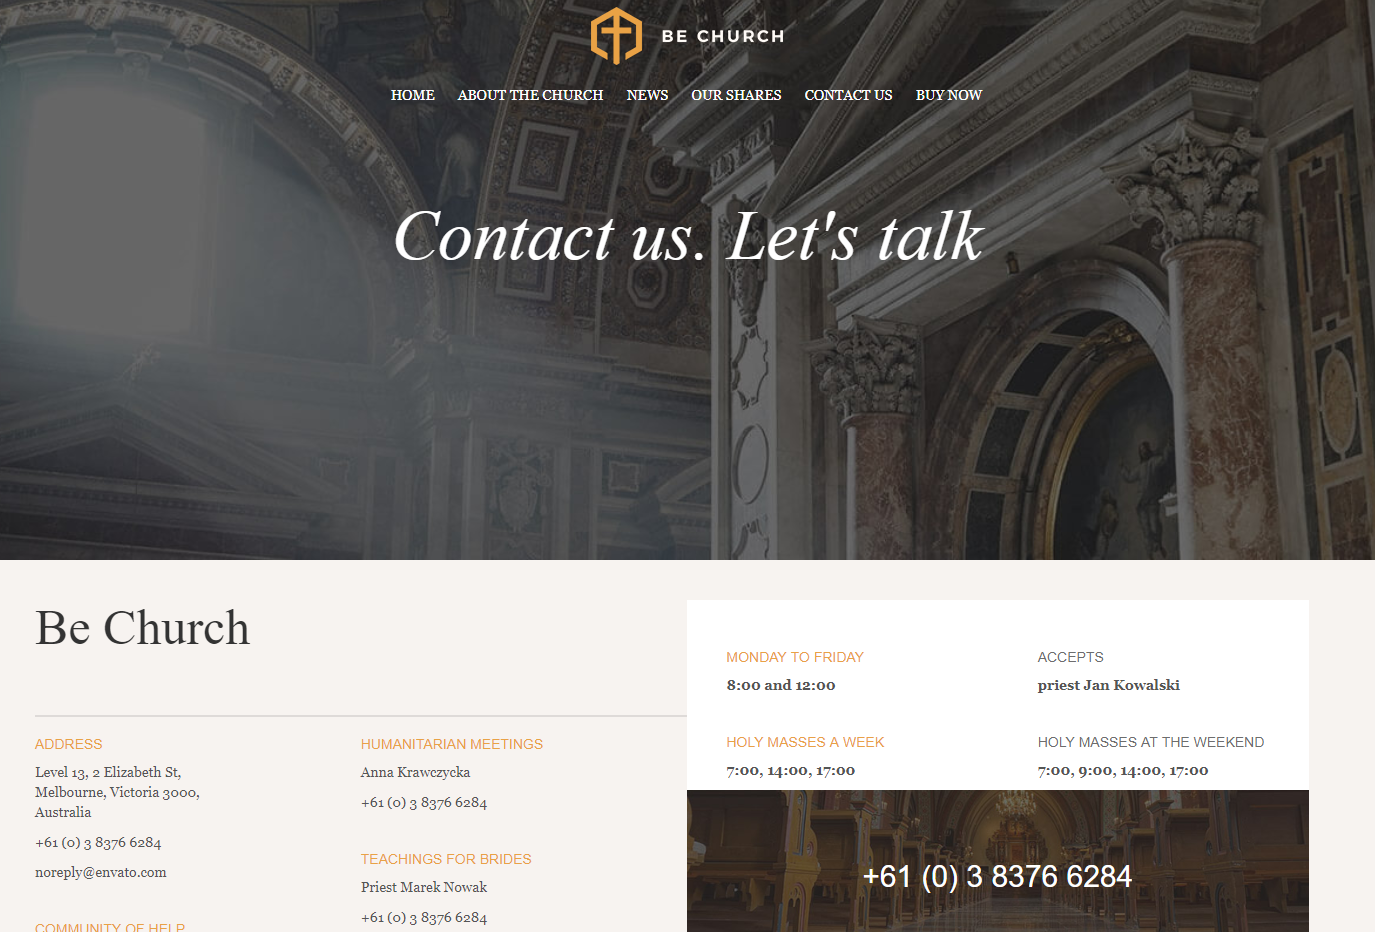 BE CHURCH
HOME ABOUT THE CHURCH NEWS OUR SHARES CONTACT US BUY NOW
Contact us. Let's talk
Be Church
ADDRESS
Level 13, 2 Elizabeth St,
Melbourne, Victoria 3000,
Australia
+61 (0) 3 8376 6284
noreply@envato.com
COMMUNITY OF HELP
HUMANITARIAN MEETINGS
Anna Krawczycka
+61 (0) 3 8376 6284
TEACHINGS FOR BRIDES
Priest Marek Nowak
+61 (0) 3 8376 6284
MONDAY TO FRIDAY
8:00 and 12:00
ACCEPTS
priest Jan Kowalski
HOLY MASSES A WEEK
7:00, 14:00, 17:00
HOLY MASSES AT THE WEEKEND
7:00, 9:00, 14:00, 17:00
+61 (0) 3 8376 6284